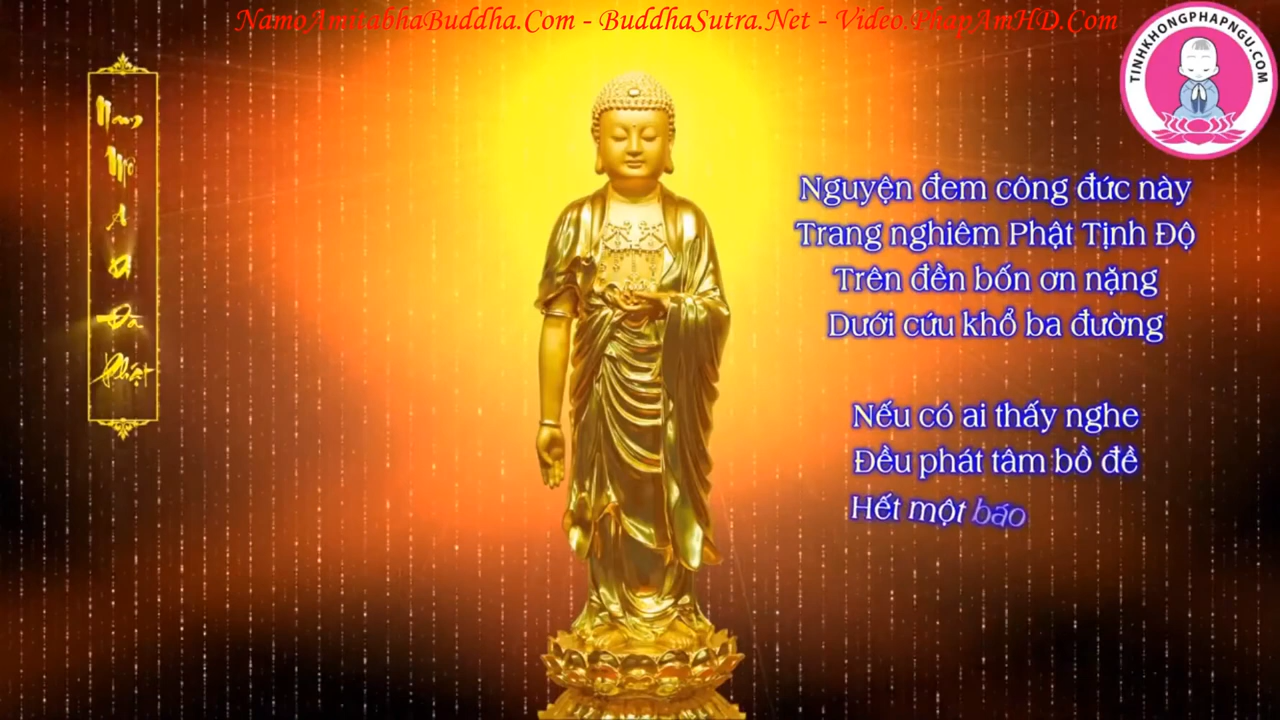 NamoAmitabhaBuddha.Com - BuddhaSutra.Net - Video.PhapAmHD.Com
TINHKHONGPHAPNGU.COM
Nam
Mô
A
Di
Đà
Phật
Nguyện đem công đức này
Trang nghiêm Phật Tịnh Độ
Trên đền bốn ơn nặng
Dưới cứu khổ ba đường
Nếu có ai thấy nghe
Đều phát tâm bồ đề
Hết một báo